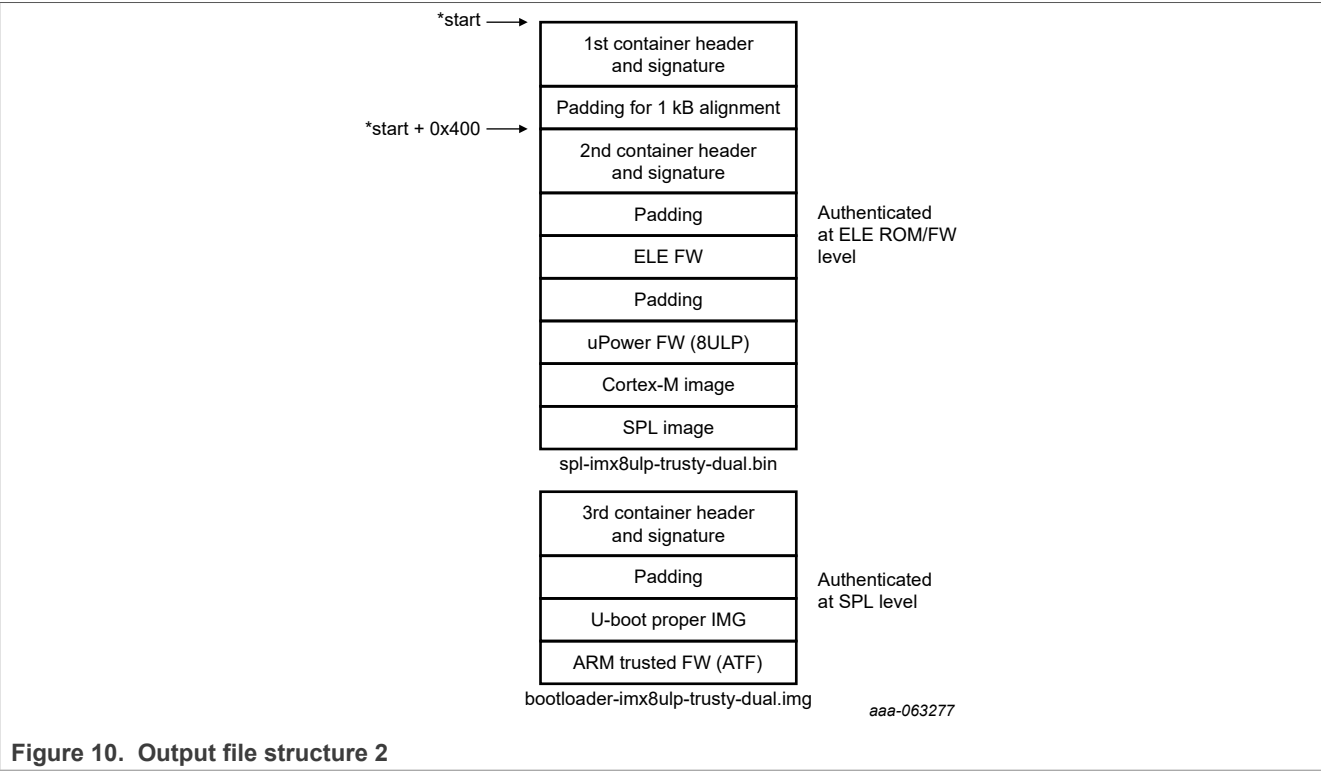 *start
1st container header
and signature
Padding for 1 kB alignment
*start + 0x400
2nd container header
and signature
Padding
Authenticated
at ELE ROM/FW
level
ELE FW
Padding
uPower FW (8ULP)
Cortex-M image
SPL image
spl-imx8ulp-trusty-dual.bin
3rd container header
and signature
Padding
Authenticated
at SPL level
U-boot proper IMG
ARM trusted FW (ATF)
bootloader-imx8ulp-trusty-dual.img
aaa-063277
Figure 10. Output file structure 2